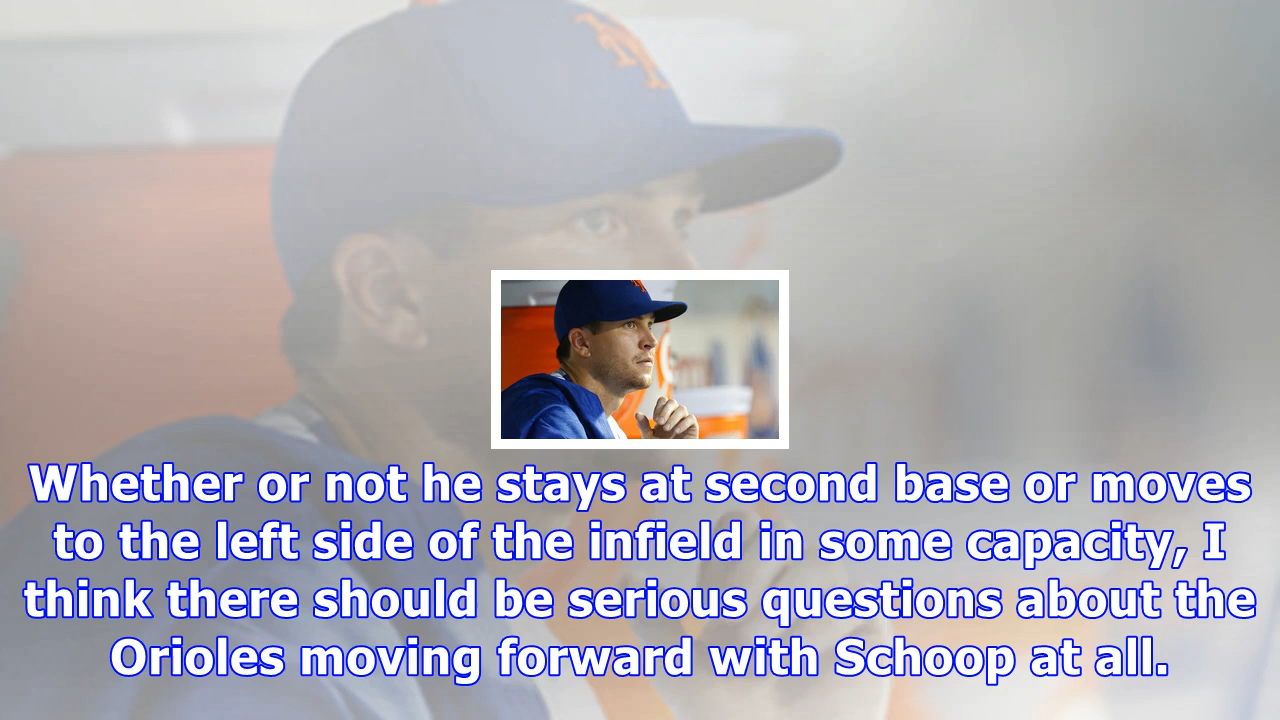 Whether or not he stays at second base or moves
to the left side of the infield in some capacity, I
think there should be serious questions about the
Orioles moving forward with Schoop at all.